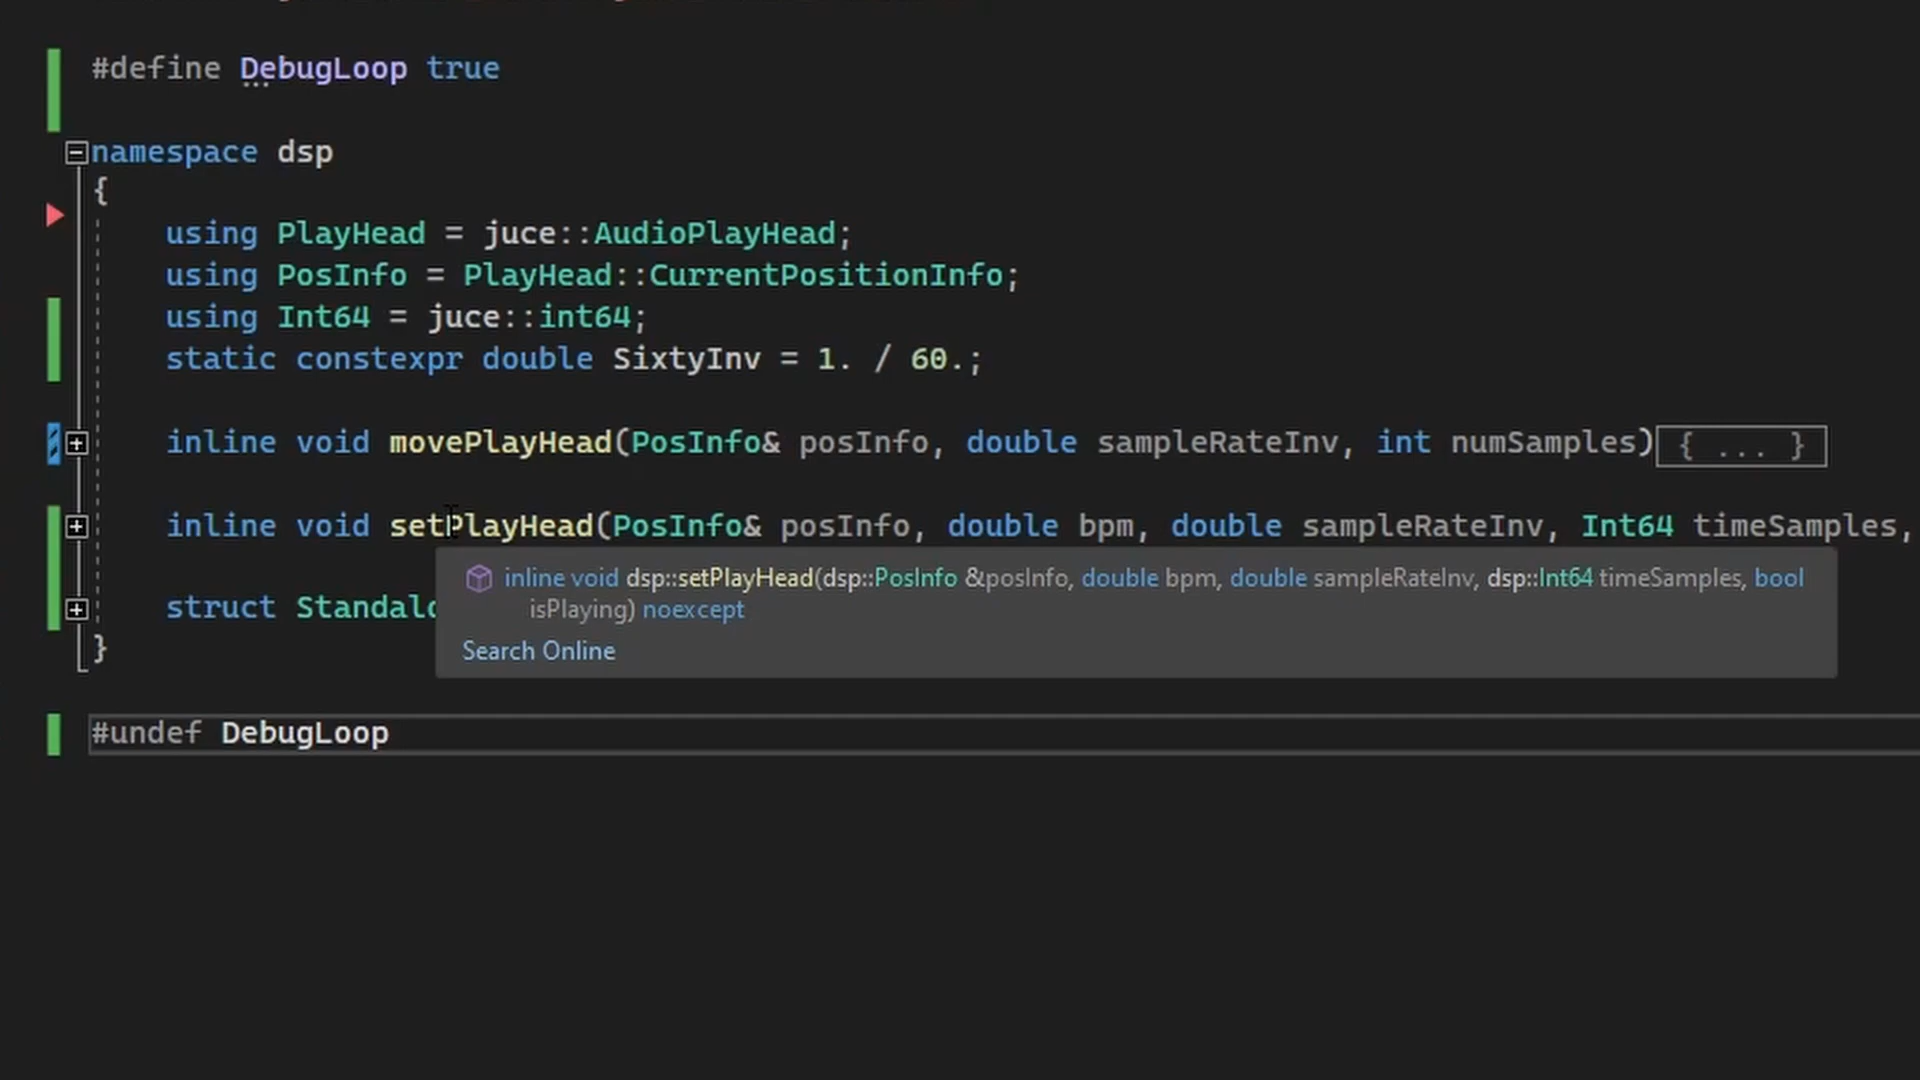 #define DebugLoop true
namespace dsp
{
using PlayHead = juce::AudioPlayHead;
using PosInfo = PlayHead::CurrentPositionInfo;
using Int64 = juce::int64;
static constexpr double SixtyInv = 1. / 60.;
inline void movePlayHead(PosInfo& posInfo, double sampleRateInv, int numSamples){ ... }
inline void setPlayHead(PosInfo& posInfo, double bpm, double sampleRateInv, Int64 timeSamples,
inline void dsp::setPlayHead(dsp::PosInfo &posInfo, double bpm, double sampleRateInv, dsp::Int64 timeSamples, bool
isPlaying) noexcept
Search Online
struct
}
#undef DebugLoop